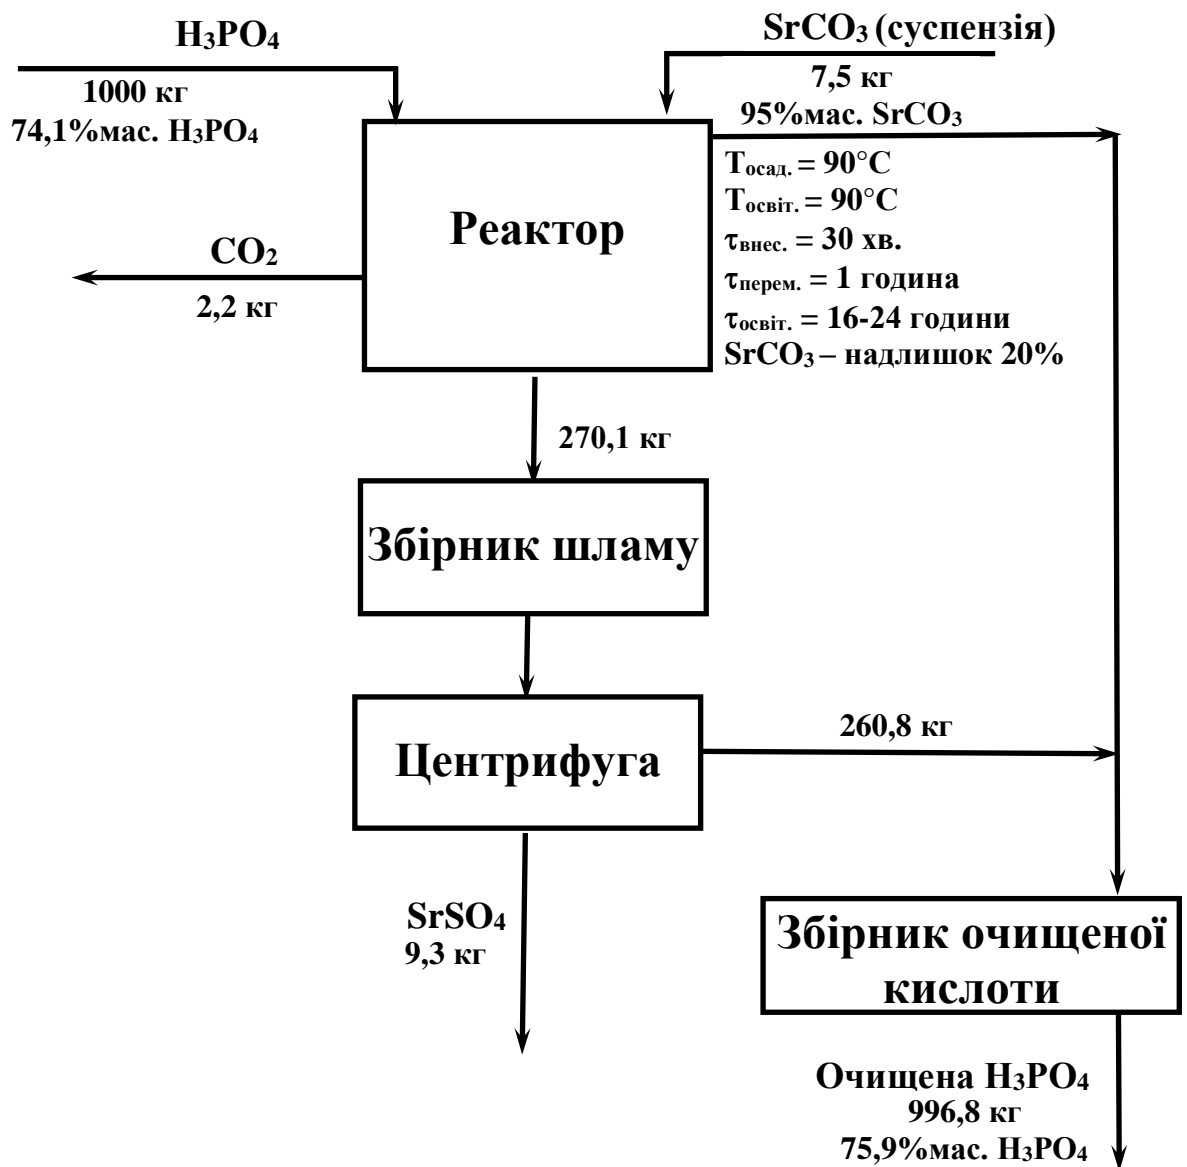 H₃PO₄
1000 кг
74,1%мас. H₃PO₄
SrCO₃ (суспензія)
7,5 кг
95%мас. SrCO₃
Реактор
Tосад. = 90°C
Tосвіт. = 90°C
τвнес. = 30 хв.
τперем. = 1 година
τосвіт. = 16-24 години
SrCO₃ – надлишок 20%
CO₂
2,2 кг
270,1 кг
Збірник шламу
Центрифуга
260,8 кг
SrSO₄
9,3 кг
Збірник очищеної
кислоти
Очищена H₃PO₄
996,8 кг
75,9%мас. H₃PO₄